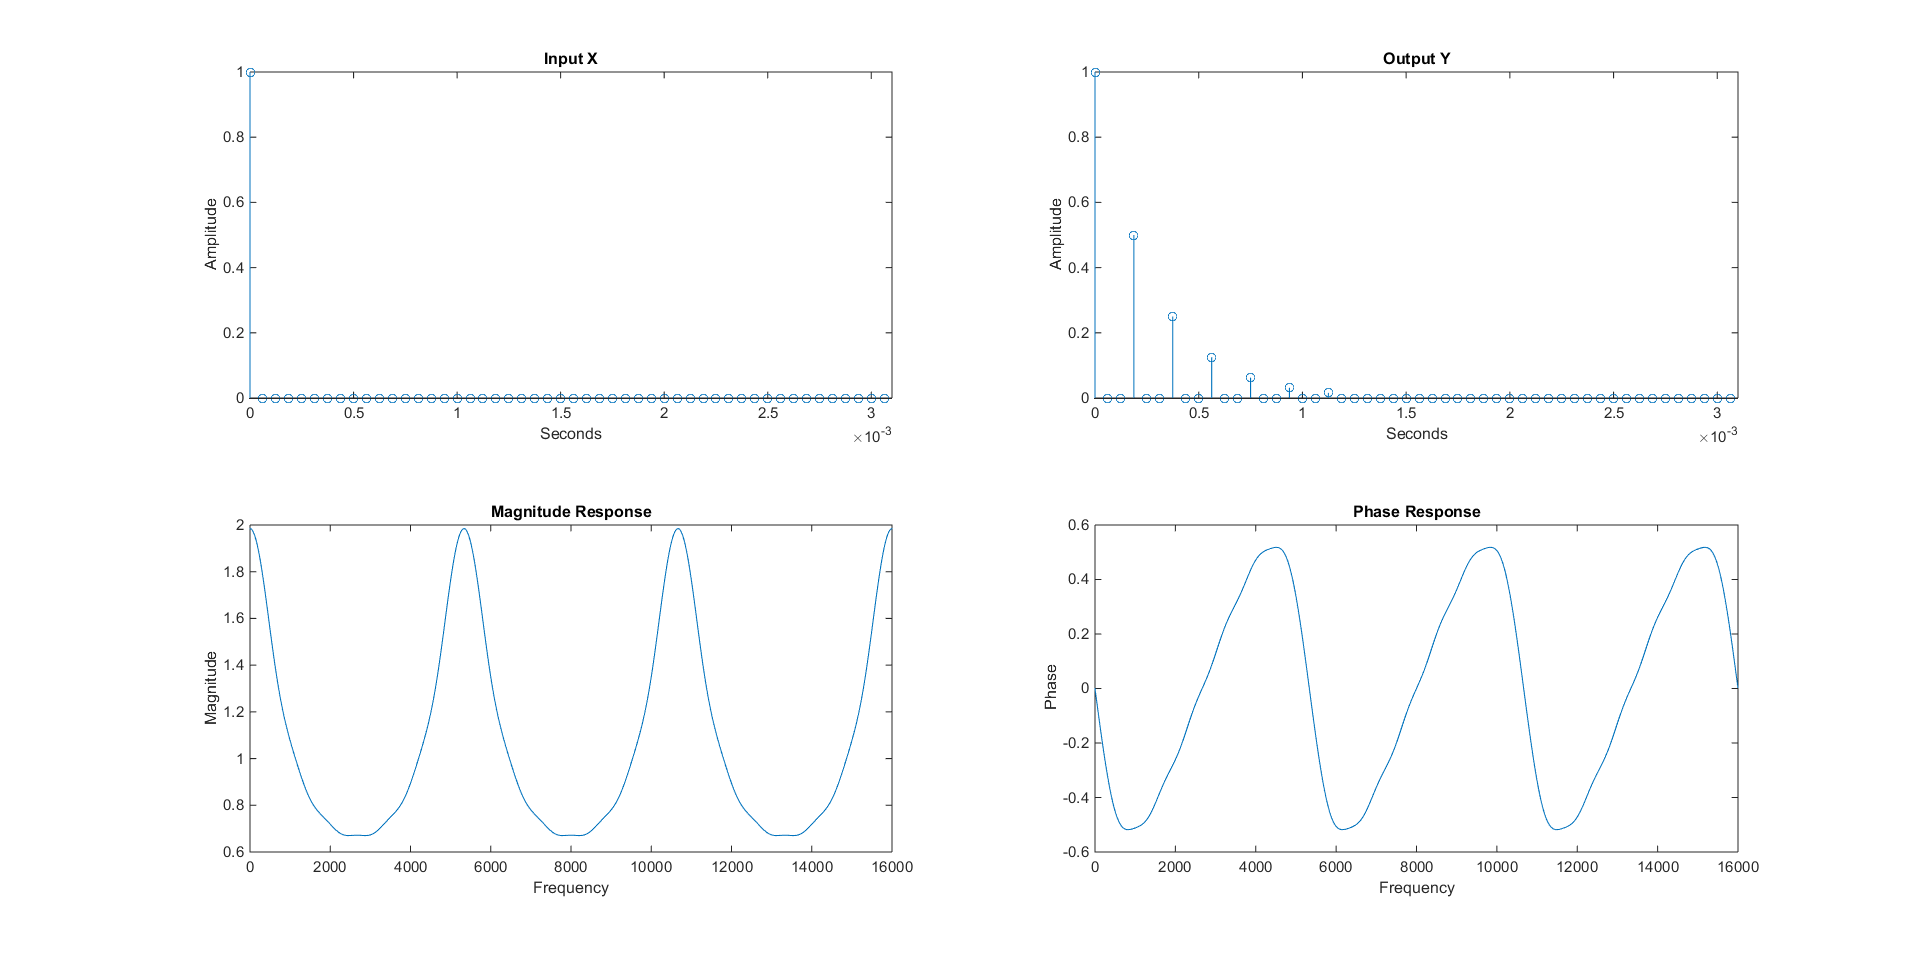 Input X
Amplitude
1
0.8
0.6
0.4
0.2
0
0 0.5 1 1.5 2 2.5 3
Seconds
×10-3
Output Y
Amplitude
1
0.8
0.6
0.4
0.2
0
0 0.5 1 1.5 2 2.5 3
Seconds
×10-3
Magnitude Response
Magnitude
2
1.8
1.6
1.4
1.2
1
0.8
0.6
0 2000 4000 6000 8000 10000 12000 14000 16000
Frequency
Phase Response
Phase
0.6
0.4
0.2
0
-0.2
-0.4
-0.6
0 2000 4000 6000 8000 10000 12000 14000 16000
Frequency